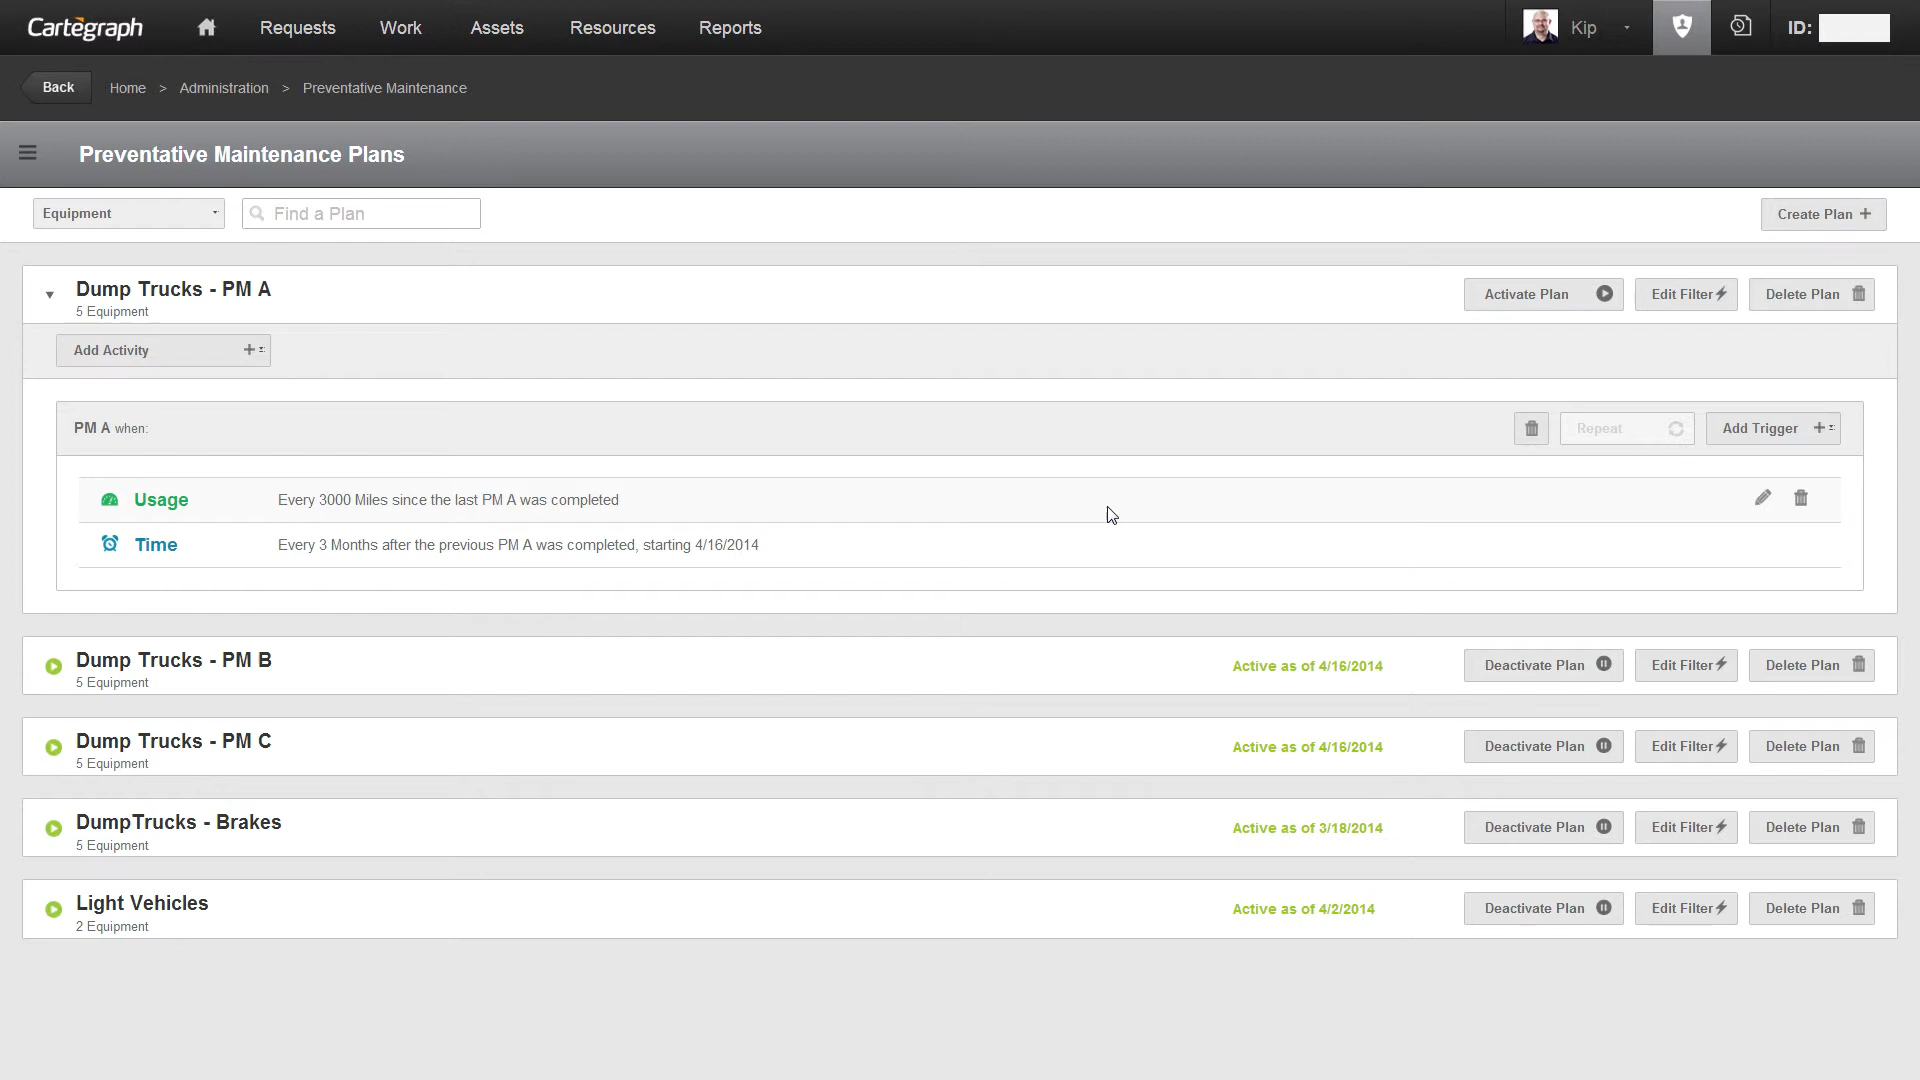 Cartêgraph
Requests
Work
Assets
Resources
Reports
Kip
ID:
Back
Home > Administration > Preventative Maintenance
Preventative Maintenance Plans
Equipment
Find a Plan
Create Plan +
Dump Trucks - PM A
5 Equipment
Activate Plan
Edit Filter
Delete Plan
Add Activity +
PM A when:
Repeat
Add Trigger +
Usage Every 3000 Miles since the last PM A was completed
Time Every 3 Months after the previous PM A was completed, starting 4/16/2014
Dump Trucks - PM B
5 Equipment
Active as of 4/16/2014
Deactivate Plan
Edit Filter
Delete Plan
Dump Trucks - PM C
5 Equipment
Active as of 4/16/2014
Deactivate Plan
Edit Filter
Delete Plan
DumpTrucks - Brakes
5 Equipment
Active as of 3/18/2014
Deactivate Plan
Edit Filter
Delete Plan
Light Vehicles
2 Equipment
Active as of 4/2/2014
Deactivate Plan
Edit Filter
Delete Plan